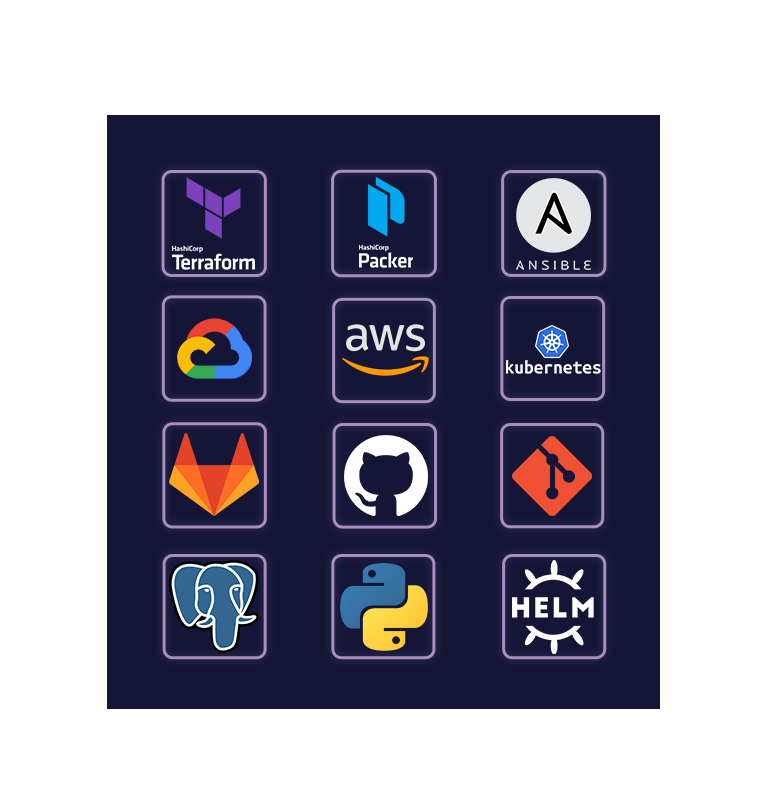 HashiCorp
Terraform
HashiCorp
Packer
ANSIBLE
aws
kubernetes
HELM